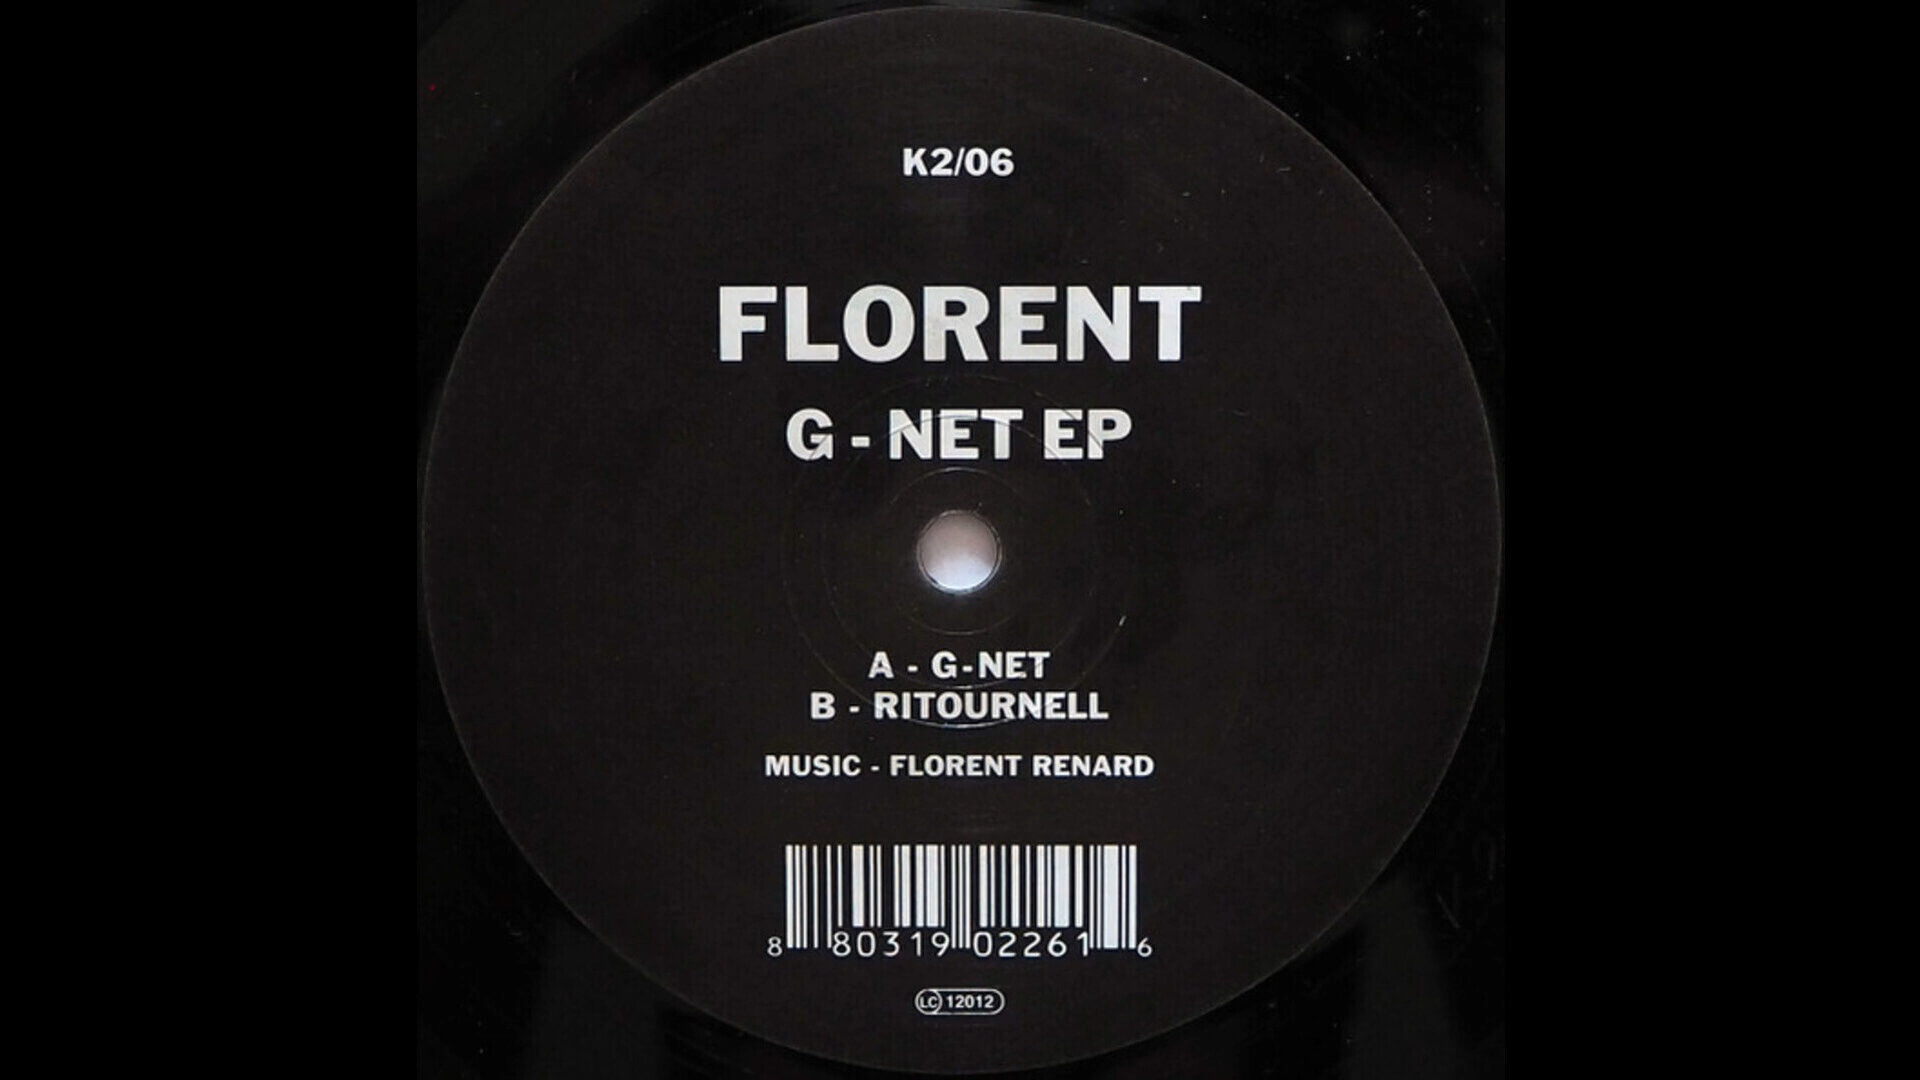 K2/06
FLORENT
G - NET EP
A - G-NET
B - RITOURNELL
MUSIC - FLORENT RENARD
8 80319 02261 6
LC 12012